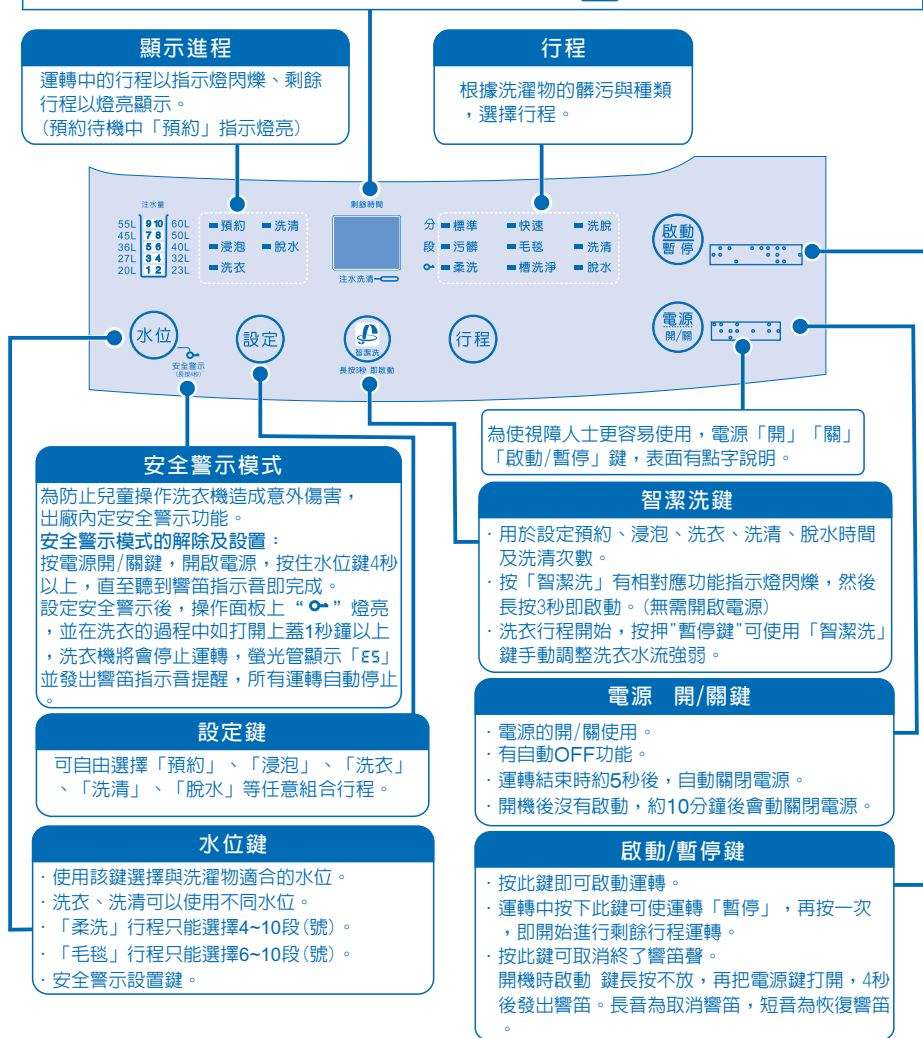 顯示進程
運轉中的行程以指示燈閃爍、剩餘
行程以燈亮顯示。
(預約待機中「預約」指示燈亮)
行程
根據洗濯物的髒污與種類
，選擇行程。
注水量
55L 9 10 60L
45L 7 8 50L
36L 5 6 40L
27L 3 4 32L
20L 1 2 23L
預約 洗清
浸泡 脫水
洗衣
剩餘時間
注水洗清
分 標準 快速 洗脫
段 污髒 毛毯 洗清
柔洗 槽洗淨 脫水
啟動
暫停
電源
開/關
水位
安全警示
(長按4秒)
設定
智潔洗
長按3秒 即啟動
行程
為使視障人士更容易使用，電源「開」「關」
「啟動/暫停」鍵，表面有點字說明。
安全警示模式
為防止兒童操作洗衣機造成意外傷害，
出廠內定安全警示功能。
安全警示模式的解除及設置：
按電源開/關鍵，開啟電源，按住水位鍵4秒
以上，直至聽到響笛指示音即完成。
設定安全警示後，操作面板上“ ”燈亮
，並在洗衣的過程中如打開上蓋1秒鐘以上
，洗衣機將會停止運轉，螢光管顯示「E5」
並發出響笛指示音提醒，所有運轉自動停止
。
智潔洗鍵
· 用於設定預約、浸泡、洗衣、洗清、脫水時間
及洗清次數。
· 按「智潔洗」有相對應功能指示燈閃爍，然後
長按3秒即啟動。(無需開啟電源)
· 洗衣行程開始，按押"暫停鍵"可使用「智潔洗」
鍵手動調整洗衣水流強弱。
設定鍵
可自由選擇「預約」、「浸泡」、「洗衣」
、「洗清」、「脫水」等任意組合行程。
電源 開/關鍵
· 電源的開/關使用。
· 有自動OFF功能。
· 運轉結束時約5秒後，自動關閉電源。
· 開機後沒有啟動，約10分鐘後會動關閉電源。
水位鍵
· 使用該鍵選擇與洗濯物適合的水位。
· 洗衣、洗清可以使用不同水位。
· 「柔洗」行程只能選擇4~10段(號)。
· 「毛毯」行程只能選擇6~10段(號)。
· 安全警示設置鍵。
啟動/暫停鍵
· 按此鍵即可啟動運轉。
· 運轉中按下此鍵可使運轉「暫停」，再按一次
，即開始進行剩餘行程運轉。
· 按此鍵可取消終了響笛聲。
開機時啟動 鍵長按不放，再把電源鍵打開，4秒
後發出響笛。長音為取消響笛，短音為恢復響笛
。